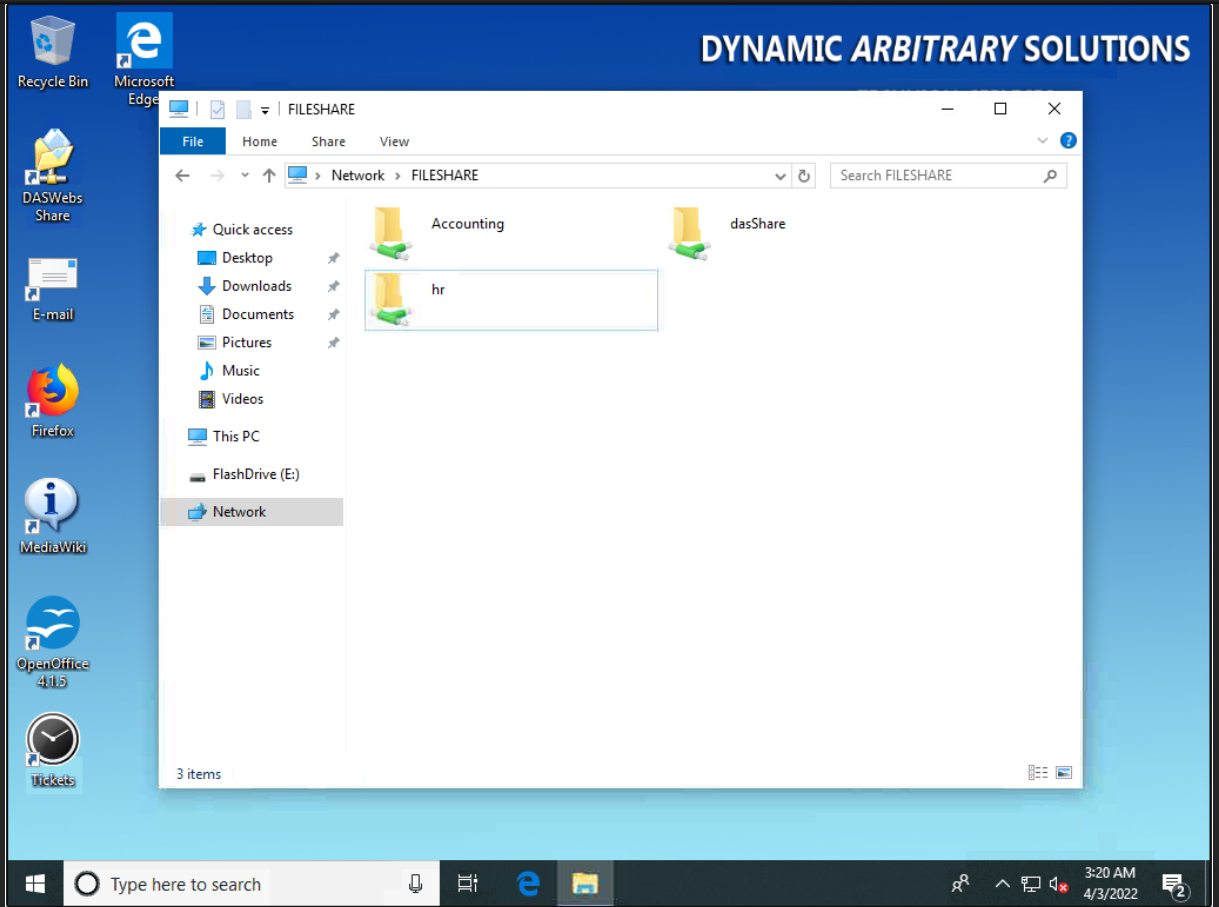 DYNAMIC ARBITRARY SOLUTIONS
Recycle Bin
Microsoft
Edge
DASWebs
Share
E-mail
Firefox
MediaWiki
OpenOffice
4.1.5
Tickets
FILESHARE
File Home Share View
Network > FILESHARE
Search FILESHARE
Quick access
Desktop
Downloads
Documents
Pictures
Music
Videos
This PC
FlashDrive (E:)
Network
Accounting
dasShare
hr
3 items
Type here to search
3:20 AM
4/3/2022
2